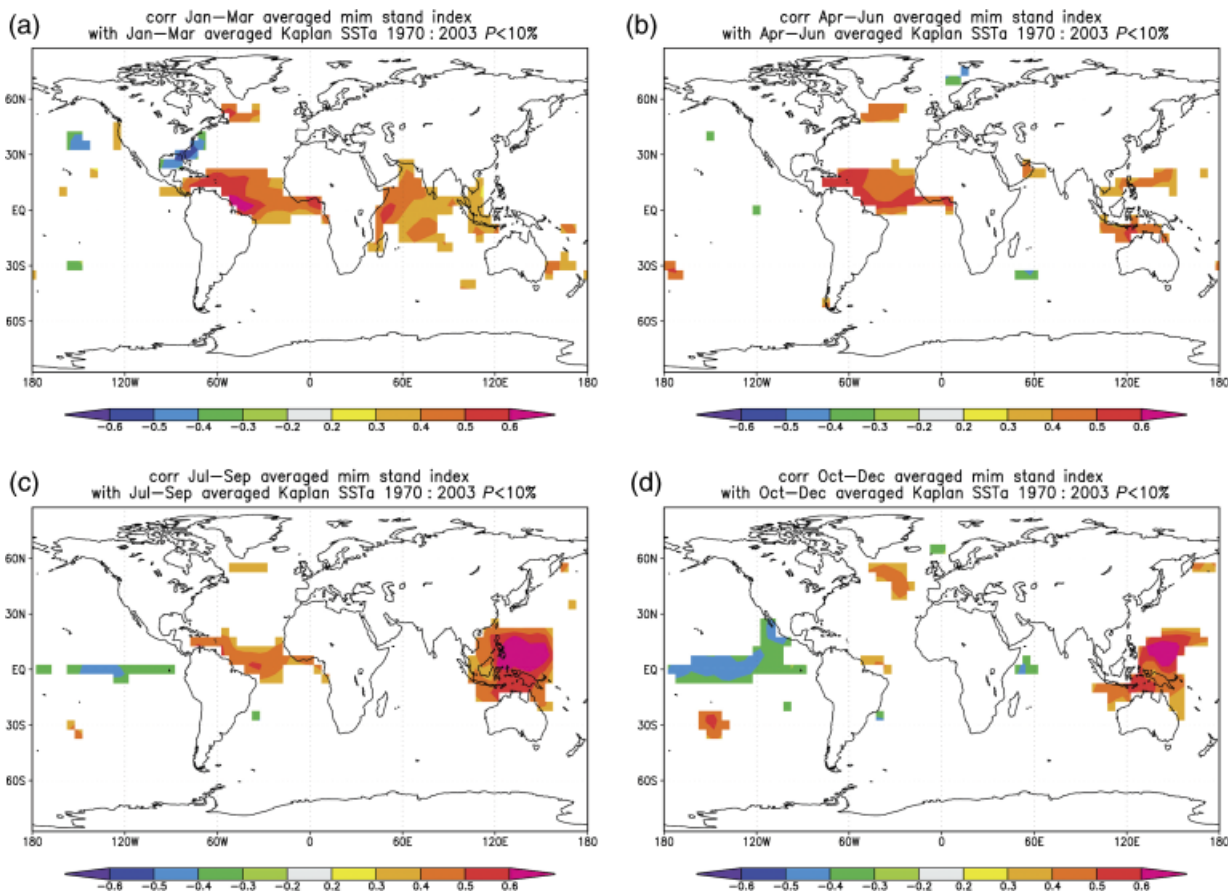 (a)
corr Jan-Mar averaged mim stand index
with Jan-Mar averaged Kaplan SSTa 1970:2003 P<10%
60N
30N
EQ
30S
60S
180 120W 60W 0 60E 120E 180
-0.6 -0.5 -0.4 -0.3 -0.2 0.2 0.3 0.4 0.5 0.6
(b)
corr Apr-Jun averaged mim stand index
with Apr-Jun averaged Kaplan SSTa 1970:2003 P<10%
60N
30N
EQ
30S
60S
180 120W 60W 0 60E 120E 180
-0.6 -0.5 -0.4 -0.3 -0.2 0.2 0.3 0.4 0.5 0.6
(c)
corr Jul-Sep averaged mim stand index
with Jul-Sep averaged Kaplan SSTa 1970:2003 P<10%
60N
30N
EQ
30S
60S
180 120W 60W 0 60E 120E 180
-0.6 -0.5 -0.4 -0.3 -0.2 0.2 0.3 0.4 0.5 0.6
(d)
corr Oct-Dec averaged mim stand index
with Oct-Dec averaged Kaplan SSTa 1970:2003 P<10%
60N
30N
EQ
30S
60S
180 120W 60W 0 60E 120E 180
-0.6 -0.5 -0.4 -0.3 -0.2 0.2 0.3 0.4 0.5 0.6